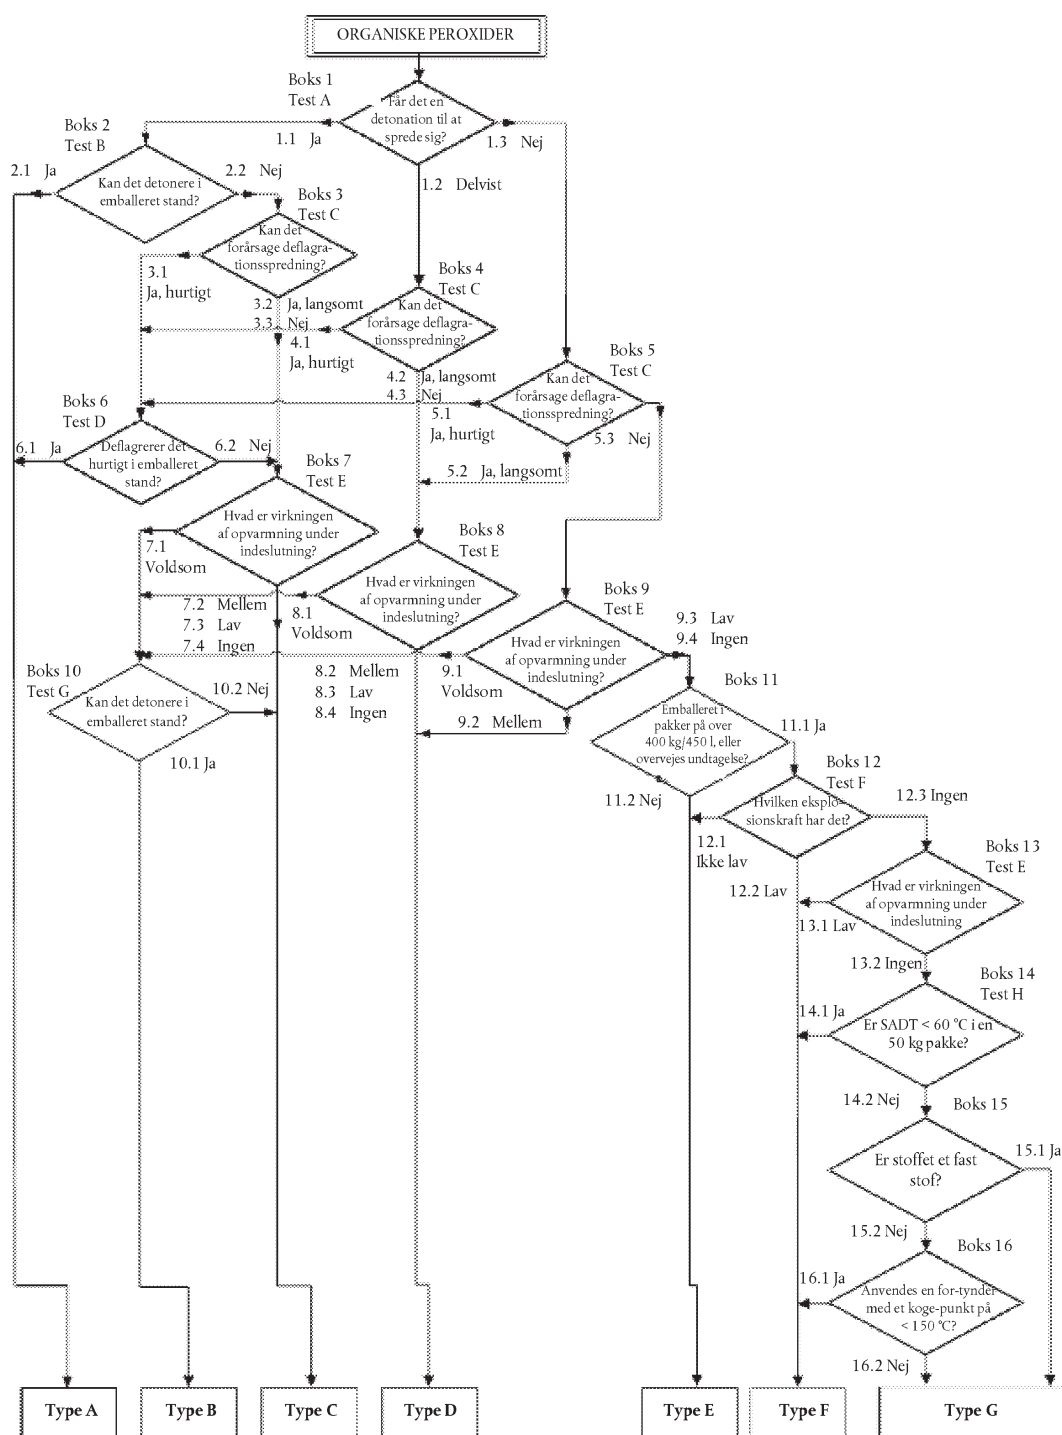 ORGANISKE PEROXIDER
Boks 1
Test A
Får det en
detonation til at
sprede sig?
1.1 Ja
1.3 Nej
1.2 Delvist
Boks 2
Test B
2.1 Ja
2.2 Nej
Kan det detonere i
emballeret stand?
Boks 3
Test C
Kan det
forårsage deflagra-
tionsspredning?
3.1
Ja, hurtigt
3.2 Ja, langsomt
3.3 Nej
Boks 4
Test C
Kan det
forårsage deflagra-
tionsspredning?
4.1
Ja, hurtigt
4.2 Ja, langsomt
4.3 Nej
Boks 5
Test C
Kan det
forårsage deflagra-
tionsspredning?
5.1
Ja, hurtigt
5.3 Nej
5.2 Ja, langsomt
Boks 6
Test D
6.1 Ja
6.2 Nej
Deflagrerer det
hurtigt i emballeret
stand?
Boks 7
Test E
Hvad er virkningen
af opvarmning under
indeslutning?
7.1
Voldsom
7.2 Mellem
7.3 Lav
7.4 Ingen
Boks 8
Test E
Hvad er virkningen
af opvarmning under
indeslutning?
8.1
Voldsom
8.2 Mellem
8.3 Lav
8.4 Ingen
Boks 9
Test E
Hvad er virkningen
af opvarmning under
indeslutning?
9.3 Lav
9.4 Ingen
9.1
Voldsom
9.2 Mellem
Boks 10
Test G
Kan det detonere i
emballeret stand?
10.2 Nej
10.1 Ja
Boks 11
Emballeret i
pakker på over
400 kg/450 l, eller
overvejes undtagelse?
11.1 Ja
11.2 Nej
Boks 12
Test F
Hvilken eksplo-
sionskraft har det?
12.3 Ingen
12.1
Ikke lav
12.2 Lav
Boks 13
Test E
Hvad er virkningen
af opvarmning under
indeslutning
13.1 Lav
13.2 Ingen
Boks 14
Test H
14.1 Ja
Er SADT < 60 °C i en
50 kg pakke?
14.2 Nej
Boks 15
Er stoffet et fast
stof?
15.1 Ja
15.2 Nej
Boks 16
16.1 Ja
Anvendes en for-tynder
med et koge-punkt på
< 150 °C?
16.2 Nej
Type A
Type B
Type C
Type D
Type E
Type F
Type G